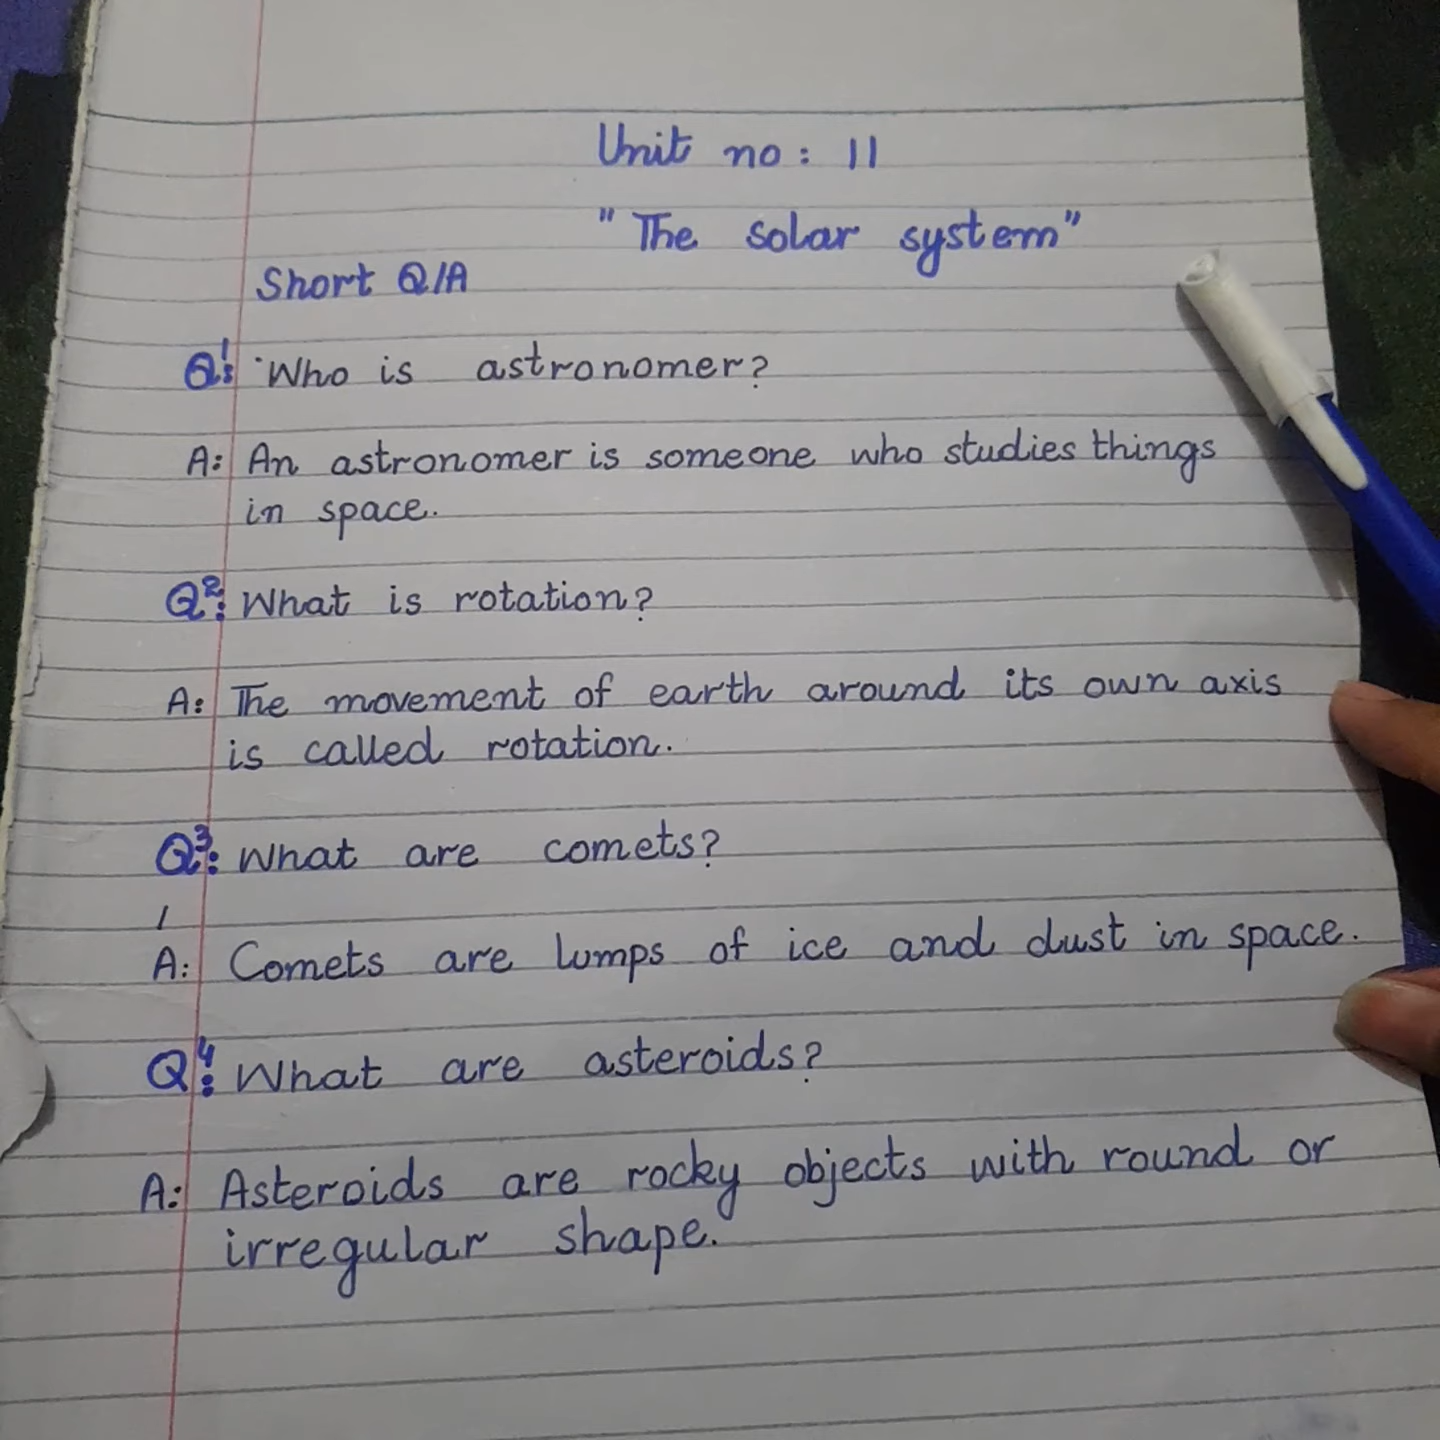 Unit no: 11
"The solar system"
Short Q/A
Q1: Who is astronomer?
A: An astronomer is someone who studies things
in space.
Q2: What is rotation?
A: The movement of earth around its own axis
is called rotation.
Q3: What are comets?
A: Comets are lumps of ice and dust in space.
Q4: What are asteroids?
A: Asteroids are rocky objects with round or
irregular shape.